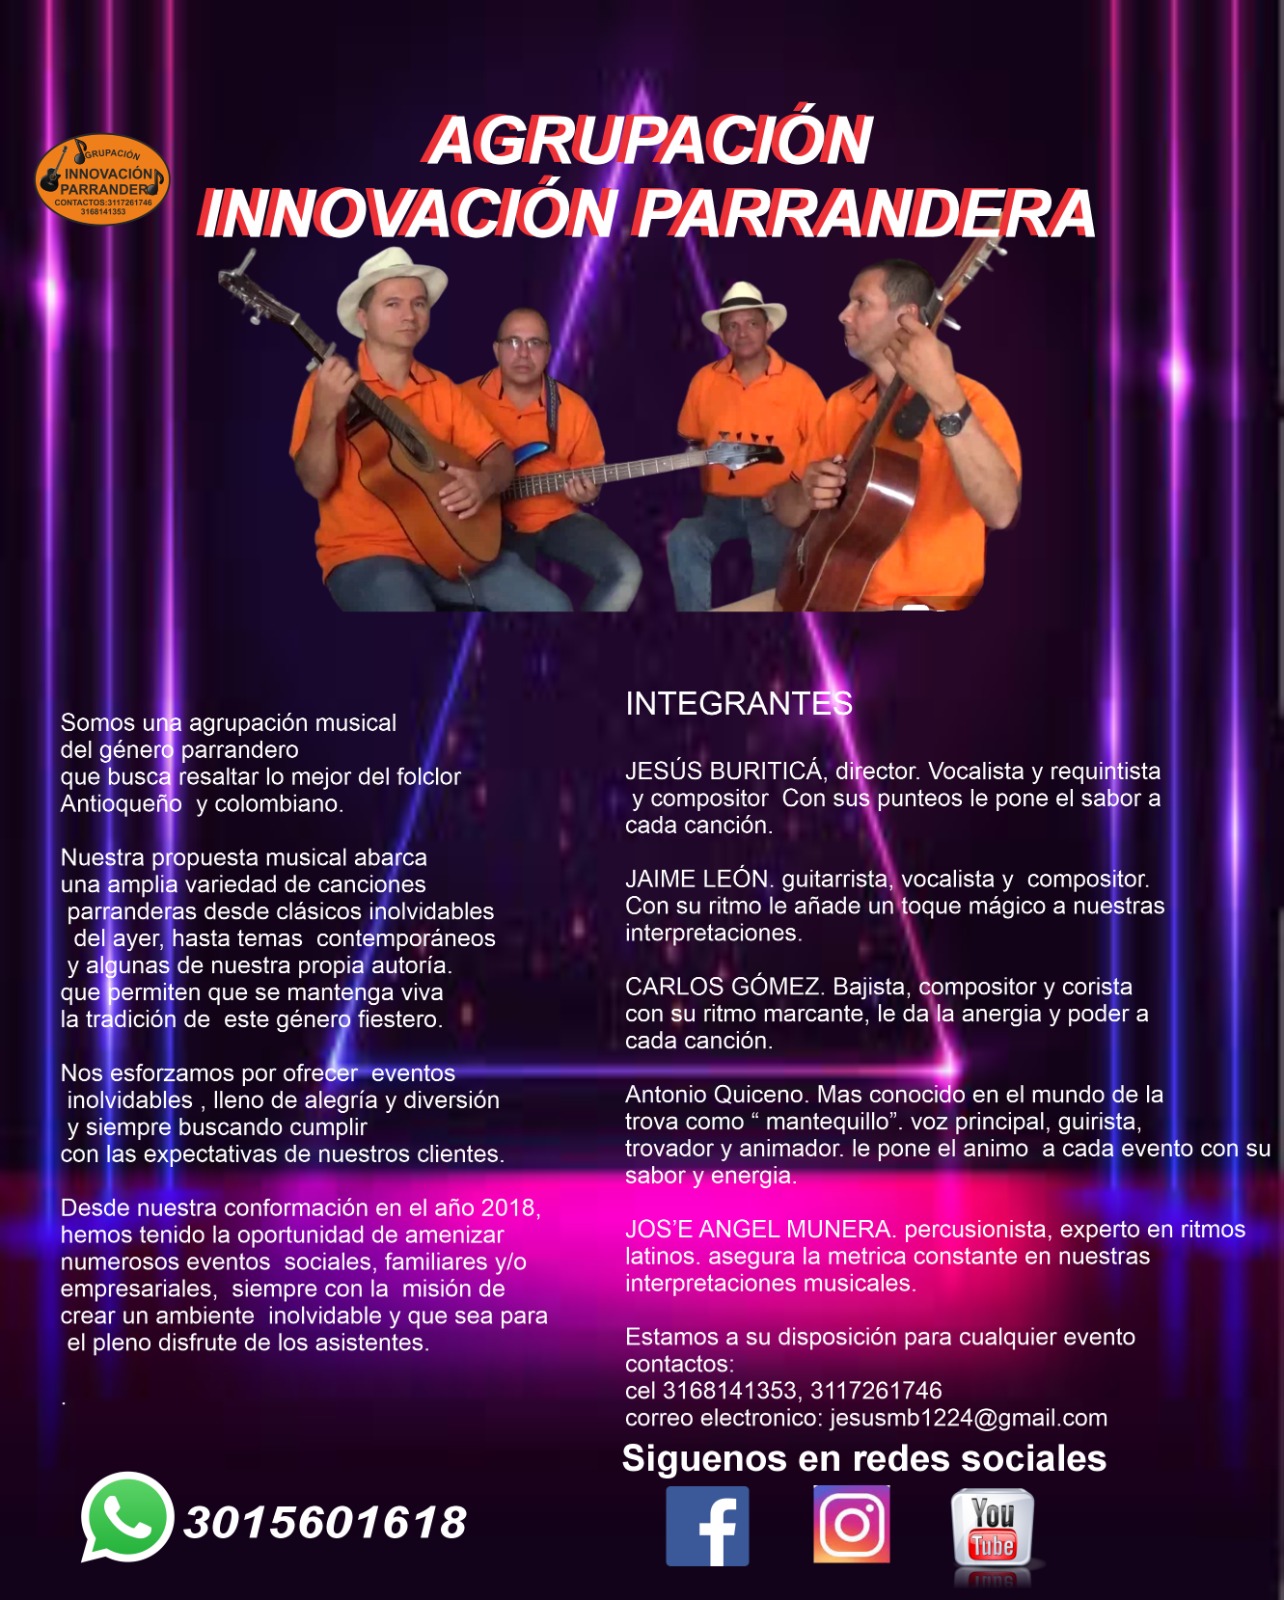 AGRUPACIÓN
INNOVACIÓN PARRANDERA
GRUPACIÓN
INNOVACIÓN
PARRANDER
CONTACTOS:3117261746
3168141353
Somos una agrupación musical
del género parrandero
que busca resaltar lo mejor del folclor
Antioqueño y colombiano.
Nuestra propuesta musical abarca
una amplia variedad de canciones
parranderas desde clásicos inolvidables
del ayer, hasta temas contemporáneos
y algunas de nuestra propia autoría.
que permiten que se mantenga viva
la tradición de este género fiestero.
Nos esforzamos por ofrecer eventos
inolvidables , lleno de alegría y diversión
y siempre buscando cumplir
con las expectativas de nuestros clientes.
Desde nuestra conformación en el año 2018,
hemos tenido la oportunidad de amenizar
numerosos eventos sociales, familiares y/o
empresariales, siempre con la misión de
crear un ambiente inolvidable y que sea para
el pleno disfrute de los asistentes.
.
3015601618
INTEGRANTES
JESÚS BURITICÁ, director. Vocalista y requintista
y compositor Con sus punteos le pone el sabor a
cada canción.
JAIME LEÓN. guitarrista, vocalista y compositor.
Con su ritmo le añade un toque mágico a nuestras
interpretaciones.
CARLOS GÓMEZ. Bajista, compositor y corista
con su ritmo marcante, le da la anergia y poder a
cada canción.
Antonio Quiceno. Mas conocido en el mundo de la
trova como “ mantequillo”. voz principal, guirista,
trovador y animador. le pone el animo a cada evento con su
sabor y energia.
JOS’E ANGEL MUNERA. percusionista, experto en ritmos
latinos. asegura la metrica constante en nuestras
interpretaciones musicales.
Estamos a su disposición para cualquier evento
contactos:
cel 3168141353, 3117261746
correo electronico: jesusmb1224@gmail.com
Siguenos en redes sociales
You
Tube